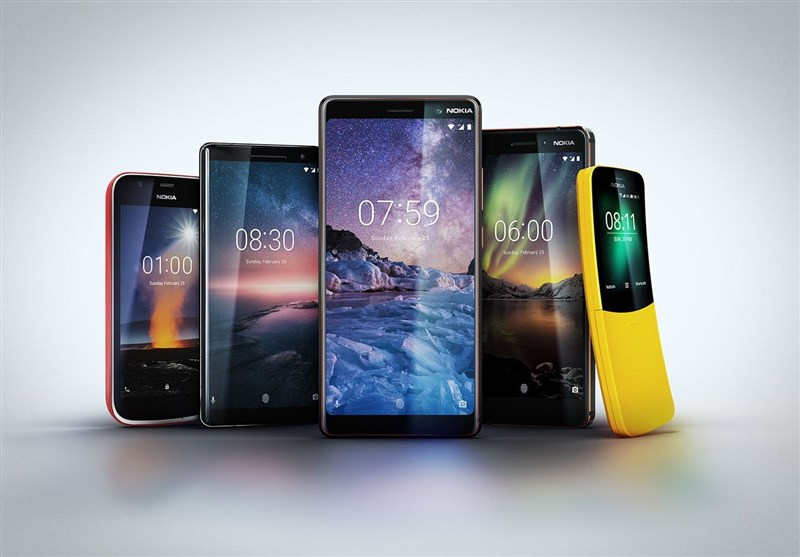 NOKIA
01:00
Sunday, February 25
08:30
Sunday, February 25
NOKIA
07:59
Sunday, February 25
NOKIA
06:00
Sunday, February 25
NOKIA
08:11
SUN, 25 FEB